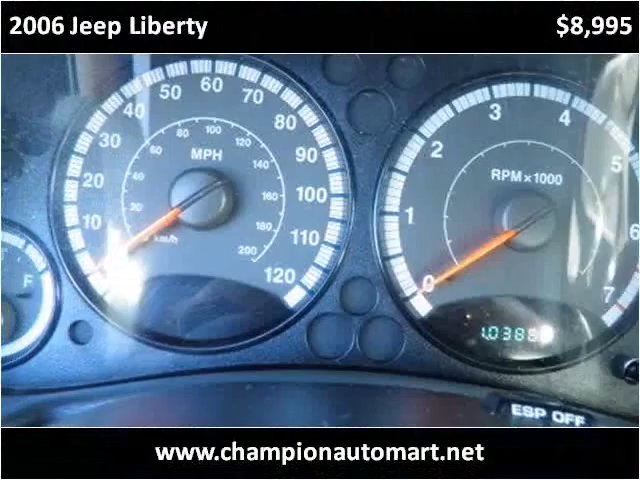 2006 Jeep Liberty $8,995
10 20 30 40 50 60 70 80 90 100 110 120
MPH
20 40 60 80 100 120 140 160 180 200
km/h
0 1 2 3 4 5 6 7
RPM x 1000
F
ESP OFF
www.championautomart.net